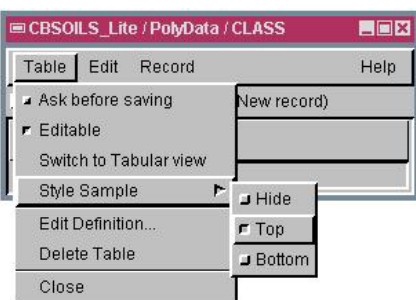 CBSOILS_Lite / PolyData / CLASS
Table Edit Record Help
Ask before saving
New record)
Editable
Switch to Tabular view
Style Sample
Hide
Edit Definition...
Top
Delete Table
Bottom
Close